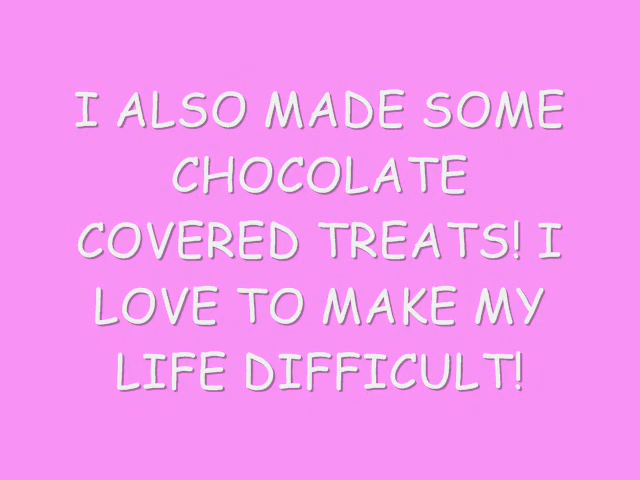 I ALSO MADE SOME
CHOCOLATE
COVERED TREATS! I
LOVE TO MAKE MY
LIFE DIFFICULT!